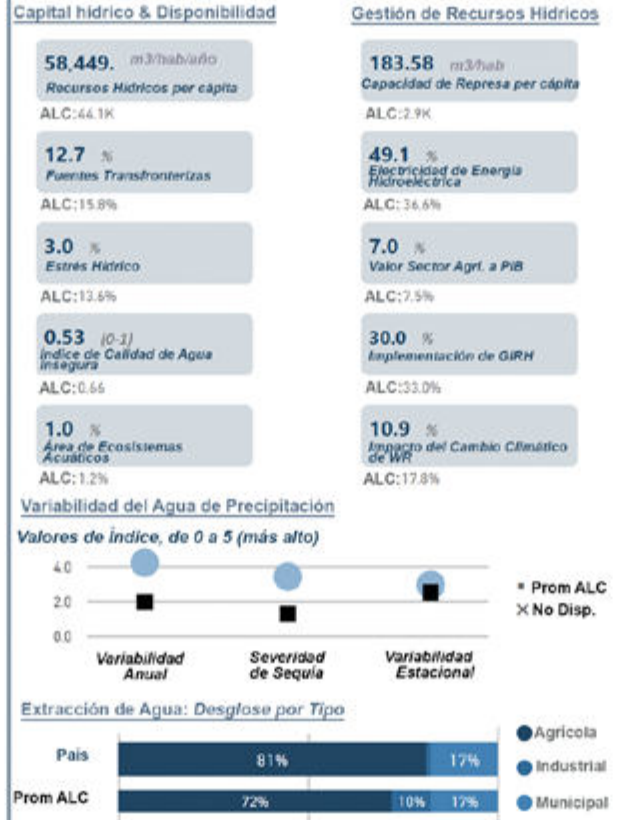 Capital hídrico & Disponibilidad
58,449. m3/hab/año
Recursos Hídricos per cápita
ALC:44.1K
12.7 %
Fuentes Transfronterizas
ALC:15.8%
3.0 %
Estrés Hídrico
ALC:13.6%
0.53 (0-1)
Índice de Calidad de Agua
Insegura
ALC:0.66
1.0 %
Área de Ecosistemas
Acuáticos
ALC:1.2%
Gestión de Recursos Hídricos
183.58 m3/hab
Capacidad de Represa per cápita
ALC:2.9K
49.1 %
Electricidad de Energía
Hidroeléctrica
ALC:36.6%
7.0 %
Valor Sector Agrí. a PIB
ALC:7.5%
30.0 %
Implementación de GIRH
ALC:33.0%
10.9 %
Impacto del Cambio Climático
de WR
ALC:17.8%
Variabilidad del Agua de Precipitación
Valores de Índice, de 0 a 5 (más alto)
4.0
2.0
0.0
Variabilidad
Anual
Severidad
de Sequía
Variabilidad
Estacional
Prom ALC
No Disp.
Extracción de Agua: Desglose por Tipo
País 81% 17%
Prom ALC 72% 10% 17%
Agrícola
Industrial
Municipal